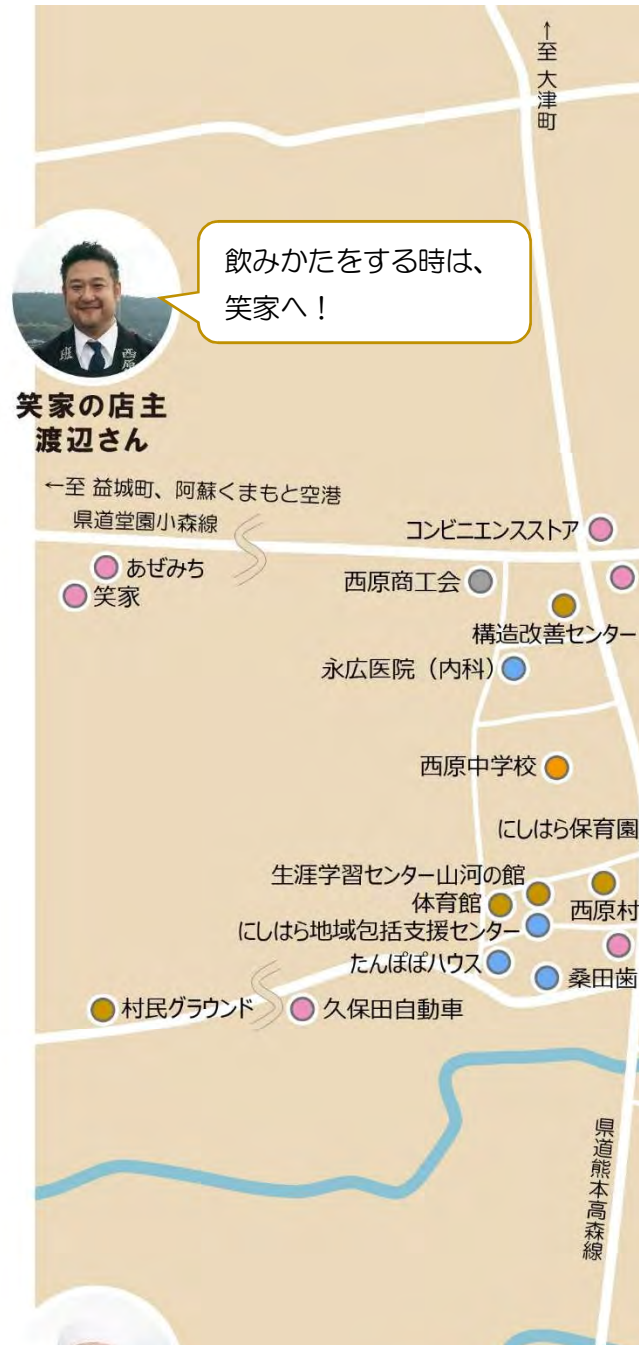 ←至 大津町
飲みかたをする時は、
笑家へ！
班
西原
笑家の店主
渡辺さん
←至 益城町、阿蘇くまもと空港
県道堂園小森線
コンビニエンスストア
あぜみち
笑家
西原商工会
構造改善センター
永広医院（内科）
西原中学校
にしはら保育園
生涯学習センター山河の館
体育館
西原村
にしはら地域包括支援センター
たんぽぽハウス
桑田歯
村民グラウンド
久保田自動車
県道熊本高森線